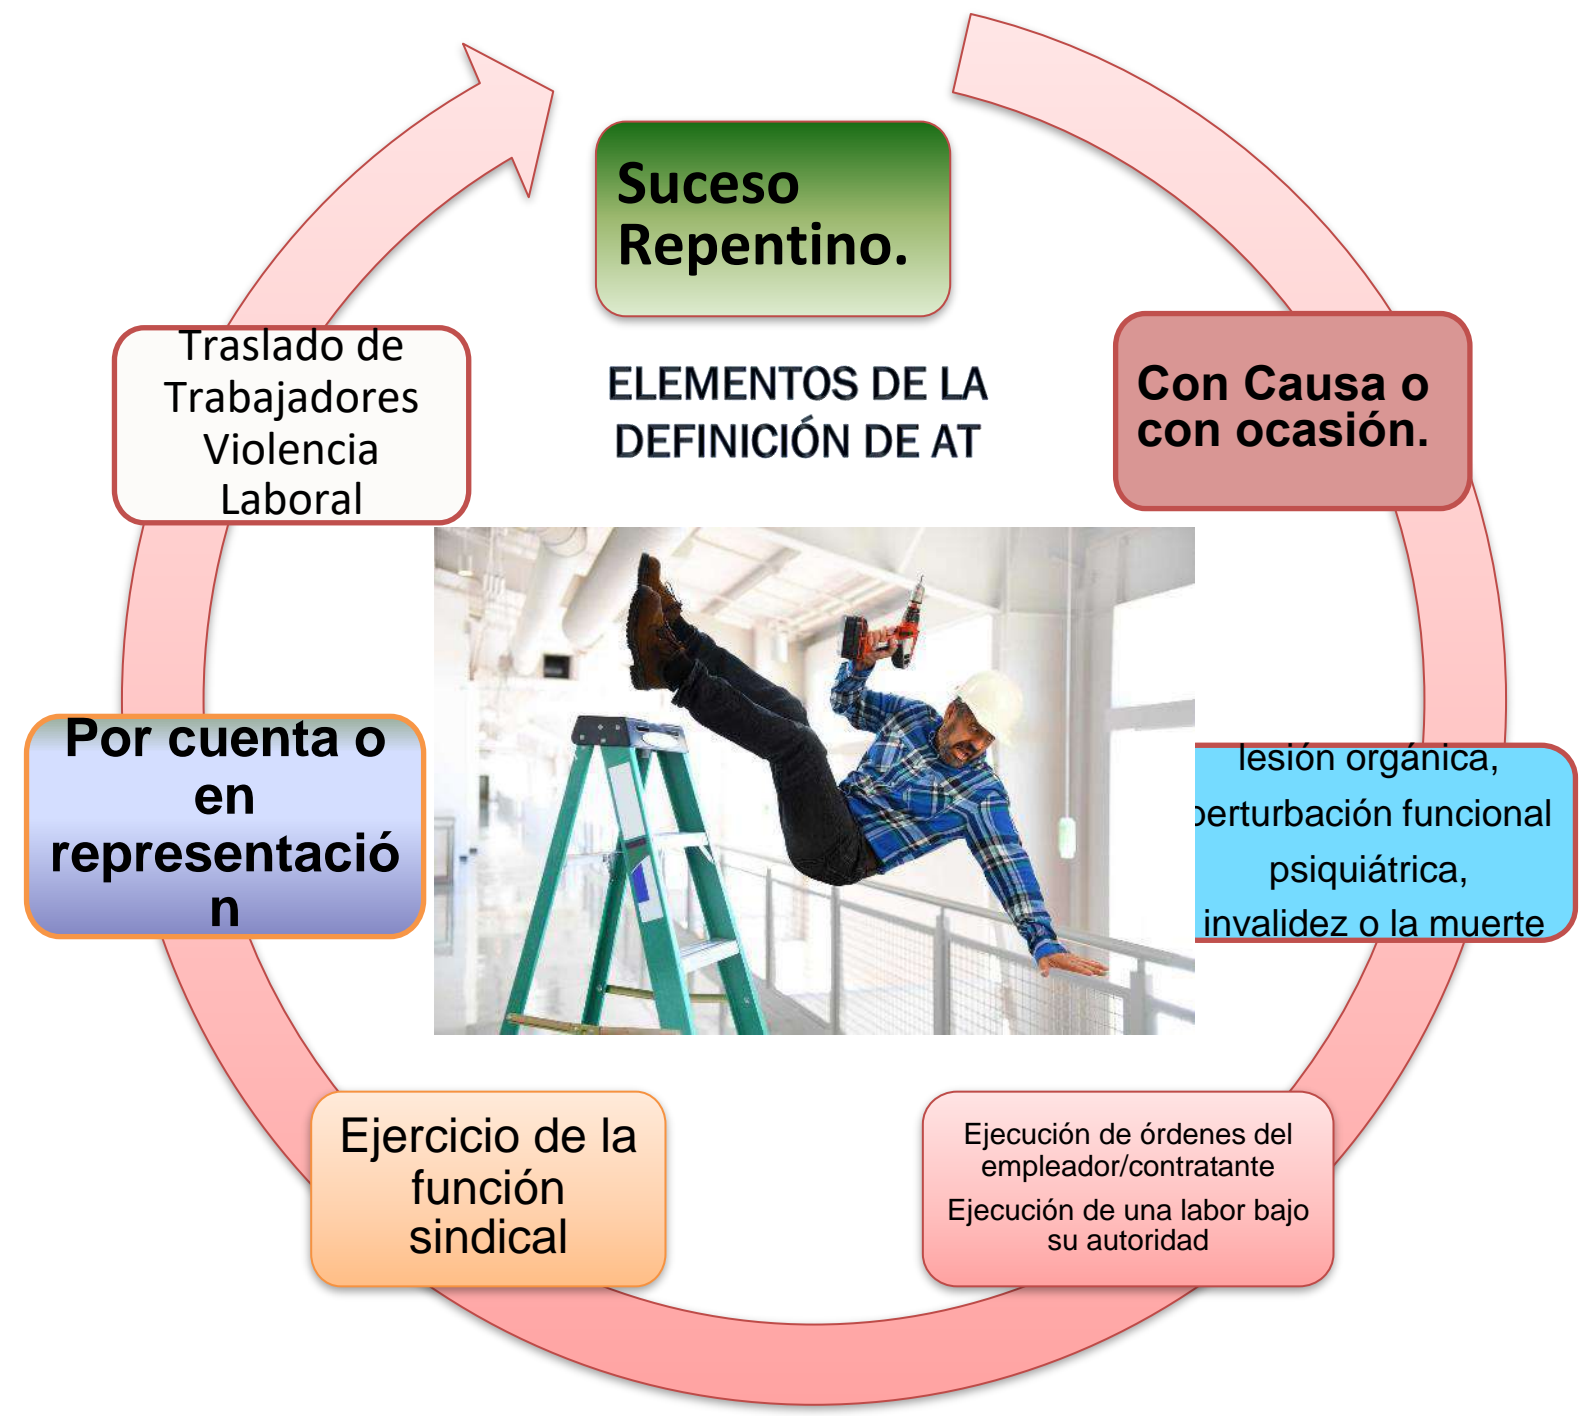 Suceso
Repentino.
ELEMENTOS DE LA
DEFINICIÓN DE AT
Con Causa o
con ocasión.
lesión orgánica,
perturbación funcional
psiquiátrica,
invalidez o la muerte
Ejecución de órdenes del
empleador/contratante
Ejecución de una labor bajo
su autoridad
Ejercicio de la
función
sindical
Por cuenta o
en
representació
n
Traslado de
Trabajadores
Violencia
Laboral